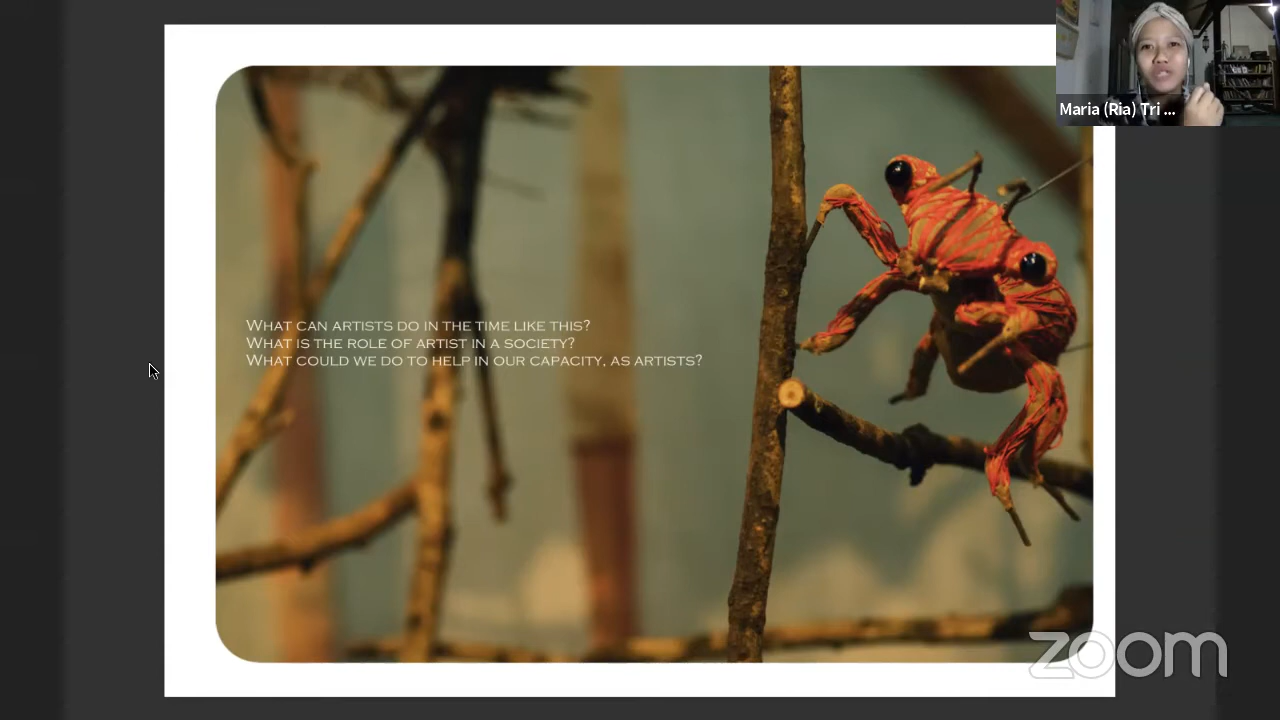 Maria (Ria) Tri ...
WHAT CAN ARTISTS DO IN THE TIME LIKE THIS?
WHAT IS THE ROLE OF ARTIST IN A SOCIETY?
WHAT COULD WE DO TO HELP IN OUR CAPACITY, AS ARTISTS?
zoom